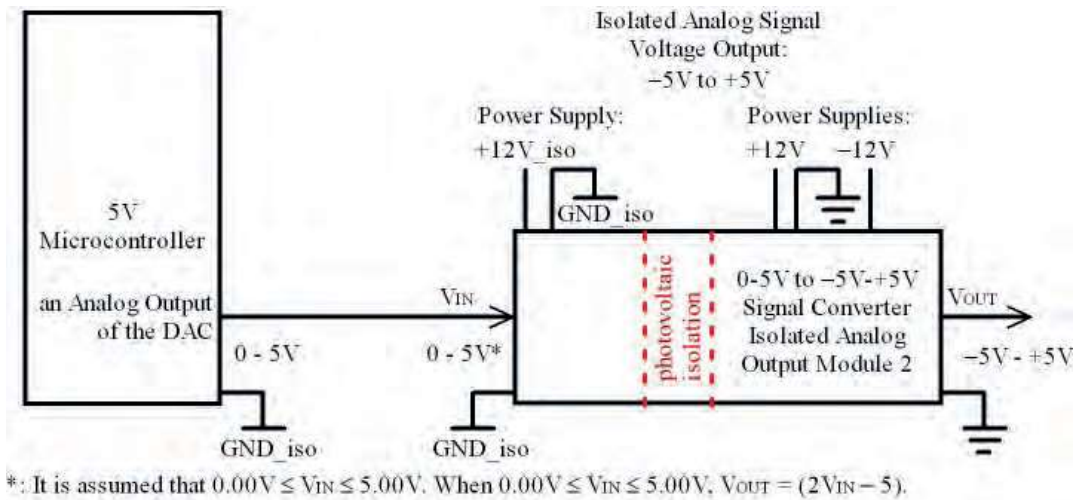 Isolated Analog Signal
Voltage Output:
−5V to +5V
Power Supply:
+12V_iso
GND_iso
Power Supplies:
+12V −12V
5V
Microcontroller
an Analog Output
of the DAC
0 - 5V
GND_iso
VIN
0 - 5V*
GND_iso
photovoltaic
isolation
0-5V to −5V-+5V
Signal Converter
Isolated Analog
Output Module 2
VOUT
−5V - +5V
*: It is assumed that 0.00V ≤ VIN ≤ 5.00V. When 0.00V ≤ VIN ≤ 5.00V, VOUT = (2VIN − 5).